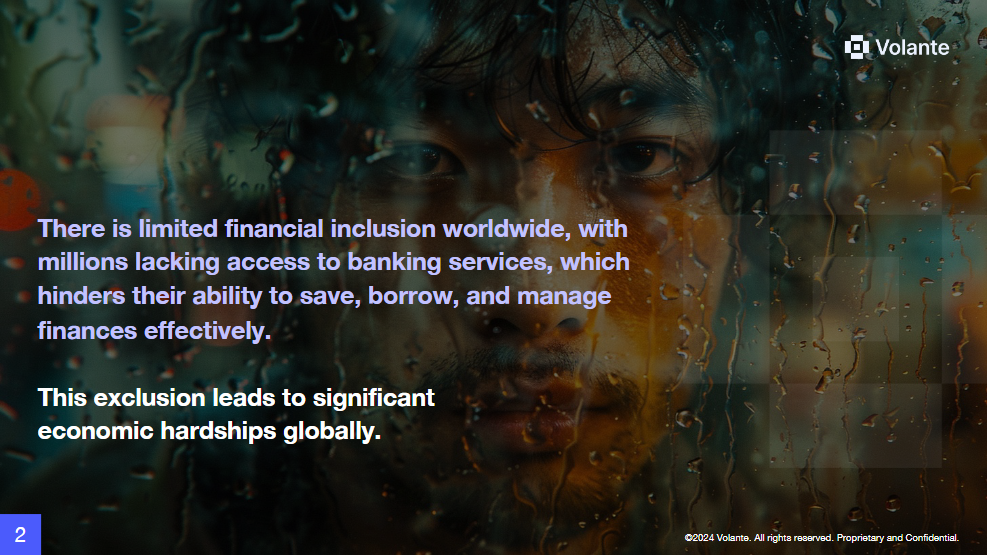 Volante
There is limited financial inclusion worldwide, with
millions lacking access to banking services, which
hinders their ability to save, borrow, and manage
finances effectively.
This exclusion leads to significant
economic hardships globally.
2
©2024 Volante. All rights reserved. Proprietary and Confidential.